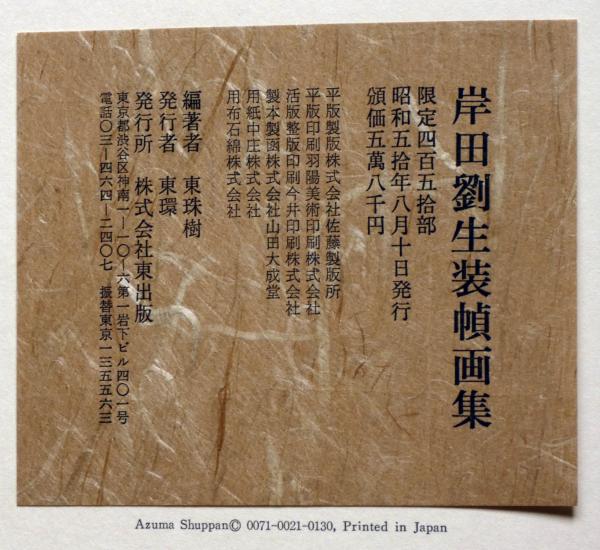 岸田劉生装幀画集
限定四百五拾部
昭和五拾年八月十日発行
頒価五萬八千円
平版製版株式会社佐藤製版所
平版印刷羽陽美術印刷株式会社
活版整版印刷今井印刷株式会社
製本製函株式会社山田大成堂
用紙中庄株式会社
用布石綿株式会社
編著者 東珠樹
発行者 東環
発行所 株式会社東出版
東京都渋谷区神南一—一〇—六第一岩下ビル四〇一号
電話〇三—四六四—二四〇七 振替東京一三五五六三
Azuma Shuppan© 0071-0021-0130, Printed in Japan